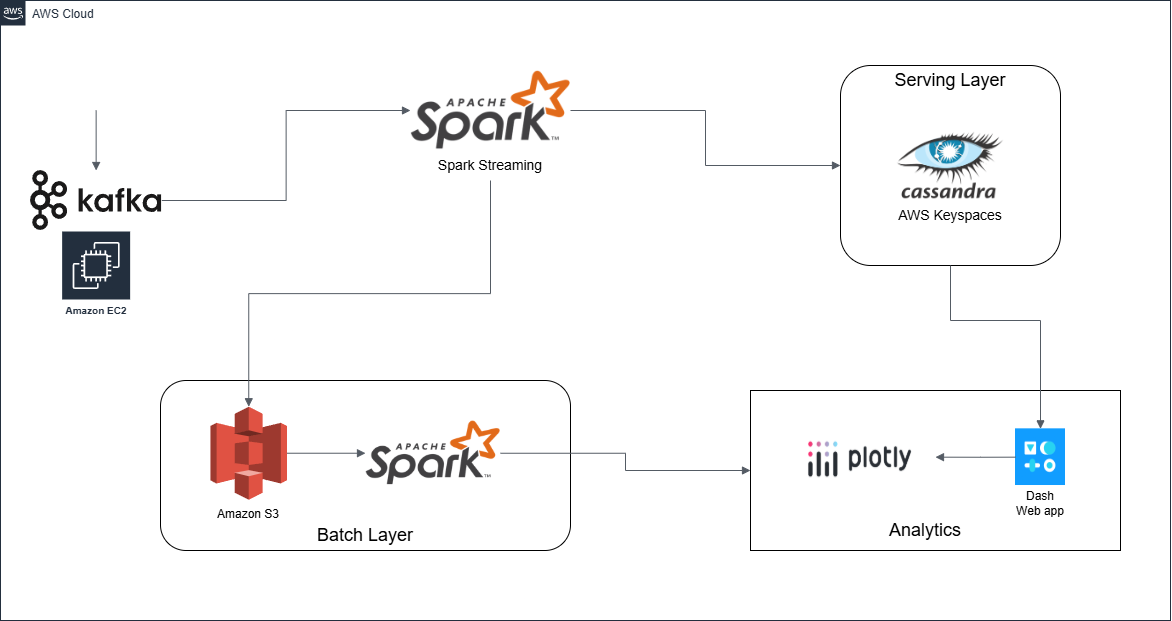 aws
AWS Cloud
APACHE
Spark™
Spark Streaming
Serving Layer
cassandra
AWS Keyspaces
kafka
Amazon EC2
APACHE
Spark™
Amazon S3
Batch Layer
plotly
Dash
Web app
Analytics